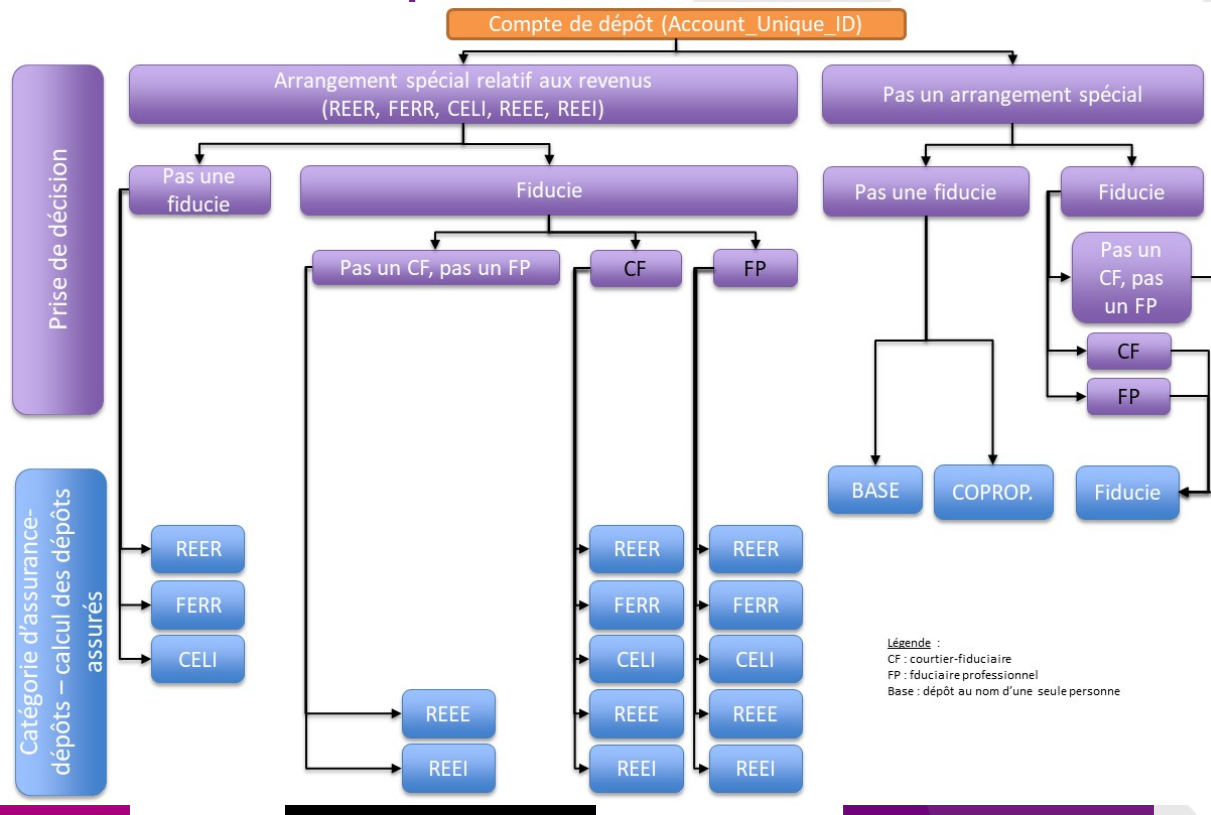 Compte de dépôt (Account_Unique_ID)
Arrangement spécial relatif aux revenus
(REER, FERR, CELI, REEE, REEI)
Pas un arrangement spécial
Prise de décision
Pas une
fiducie
Fiducie
Pas une fiducie
Fiducie
Pas un CF, pas un FP
CF
FP
Pas un
CF, pas
un FP
CF
FP
Catégorie d'assurance-
dépôts – calcul des dépôts
assurés
BASE
COPROP.
Fiducie
REER
REER
REER
FERR
FERR
FERR
CELI
CELI
CELI
REEE
REEE
REEE
REEI
REEI
REEI
Légende :
CF : courtier-fiduciaire
FP : fduciaire professionnel
Base : dépôt au nom d'une seule personne